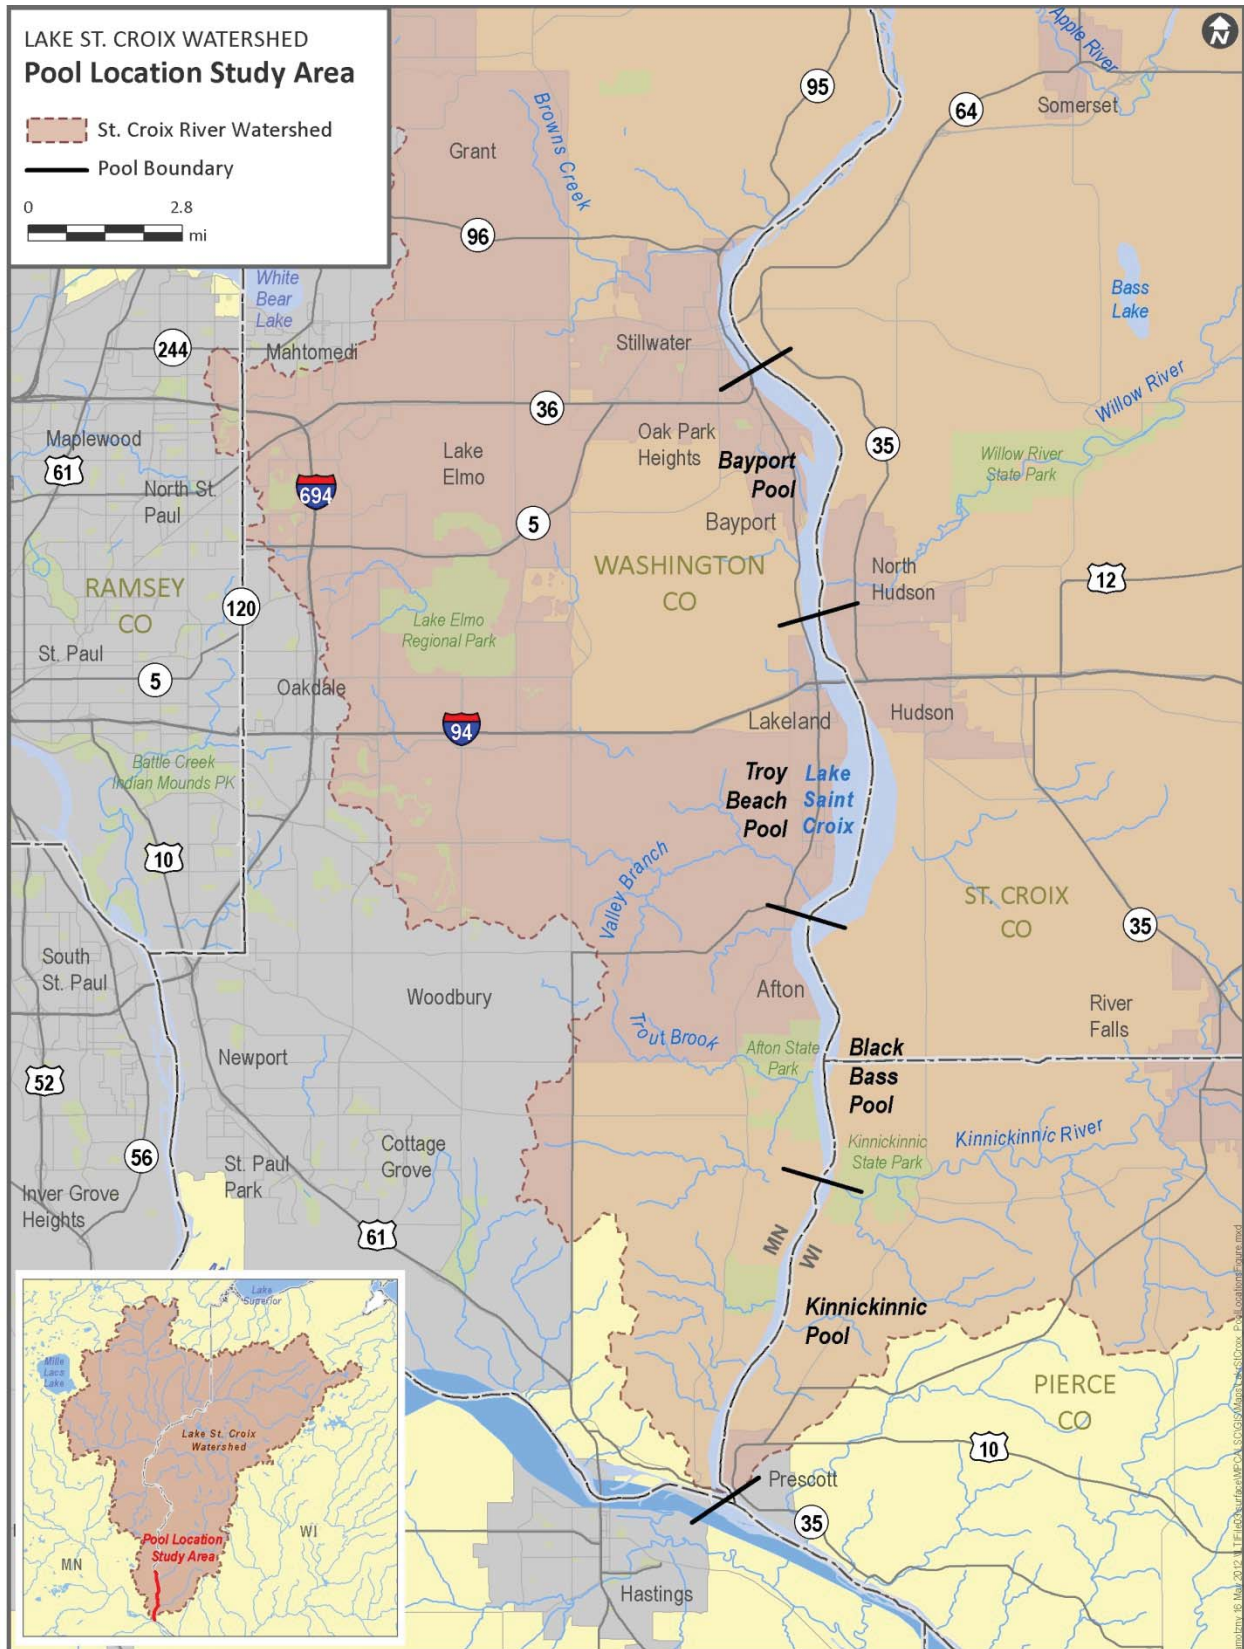 LAKE ST. CROIX WATERSHED
Pool Location Study Area
St. Croix River Watershed
Pool Boundary
0 2.8
mi
N
95
64
Apple River
Somerset
Grant
Browns Creek
96
White
Bear
Lake
Bass
Lake
244
Mahtomedi
Stillwater
36
Willow River
Maplewood
61
Lake
Elmo
Oak Park
Heights
35
Bayport
Pool
Willow River
State Park
694
North St.
Paul
5
Bayport
WASHINGTON
CO
North
Hudson
12
RAMSEY
CO
120
Lake Elmo
Regional Park
St. Paul
5
Oakdale
94
Lakeland
Hudson
Battle Creek
Indian Mounds PK
Troy
Beach
Pool
Lake
Saint
Croix
10
Valley Branch
ST. CROIX
CO
35
South
St. Paul
Woodbury
Afton
River
Falls
Trout Brook
Newport
Afton State
Park
Black
Bass
Pool
52
Cottage
Grove
Kinnickinnic River
Kinnickinnic
State Park
56
St. Paul
Park
Inver Grove
Heights
61
MN
WI
Kinnickinnic
Pool
PIERCE
CO
10
Prescott
35
Hastings
Lake
Superior
Mille
Lacs
Lake
Lake St. Croix
Watershed
WI
Pool Location
Study Area
MN